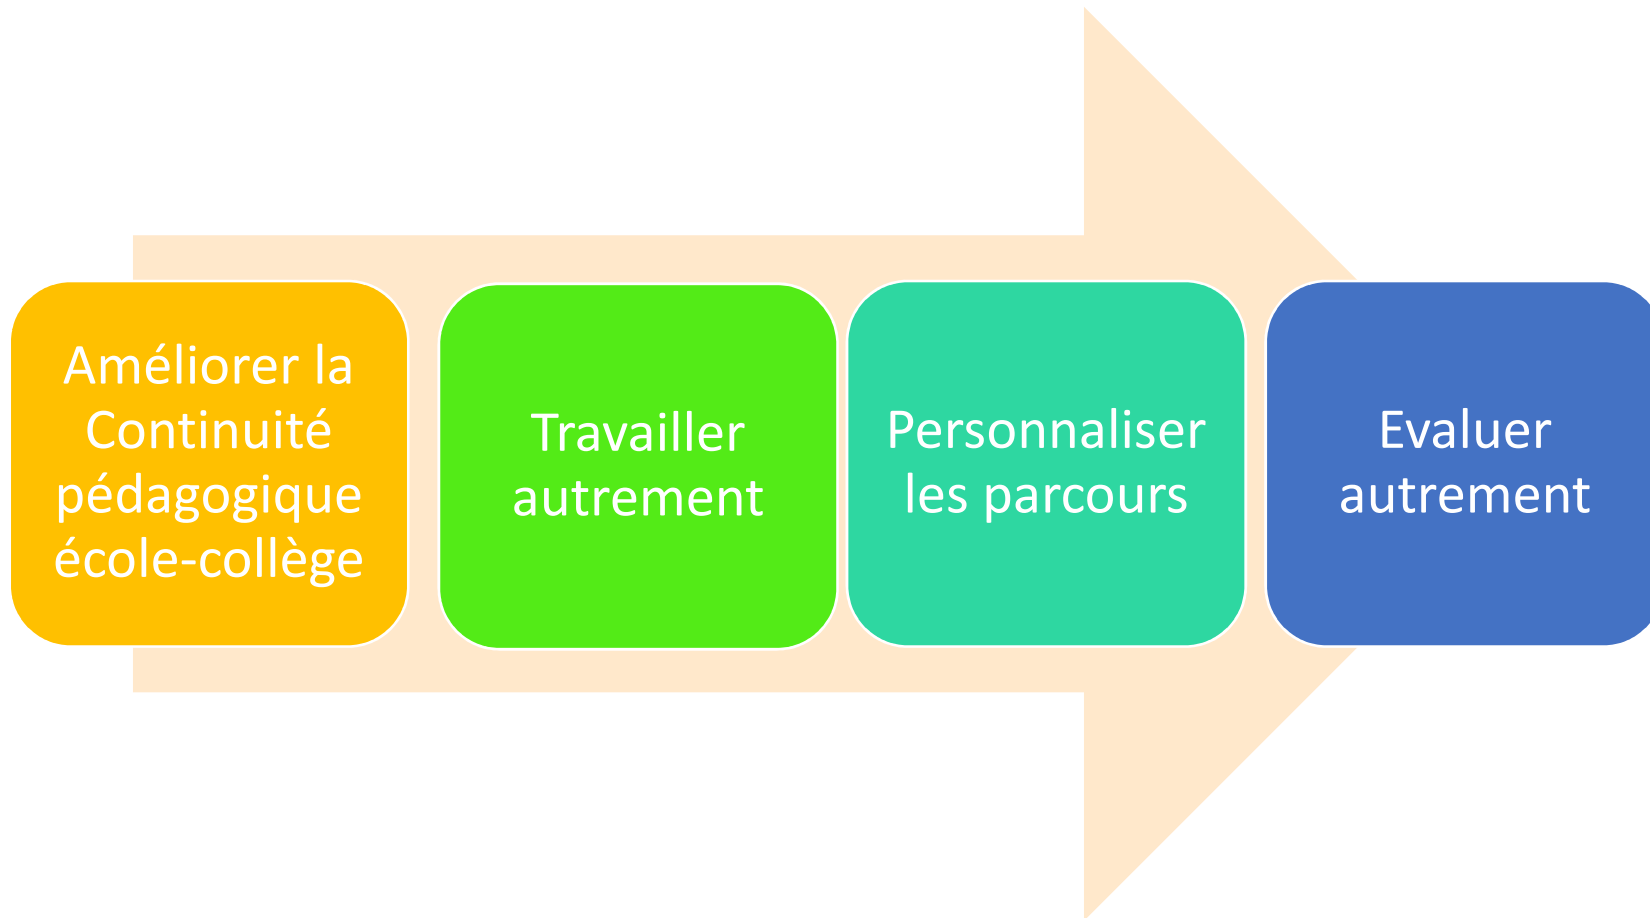 Améliorer la
Continuité
pédagogique
école-collège
Travailler
autrement
Personnaliser
les parcours
Evaluer
autrement